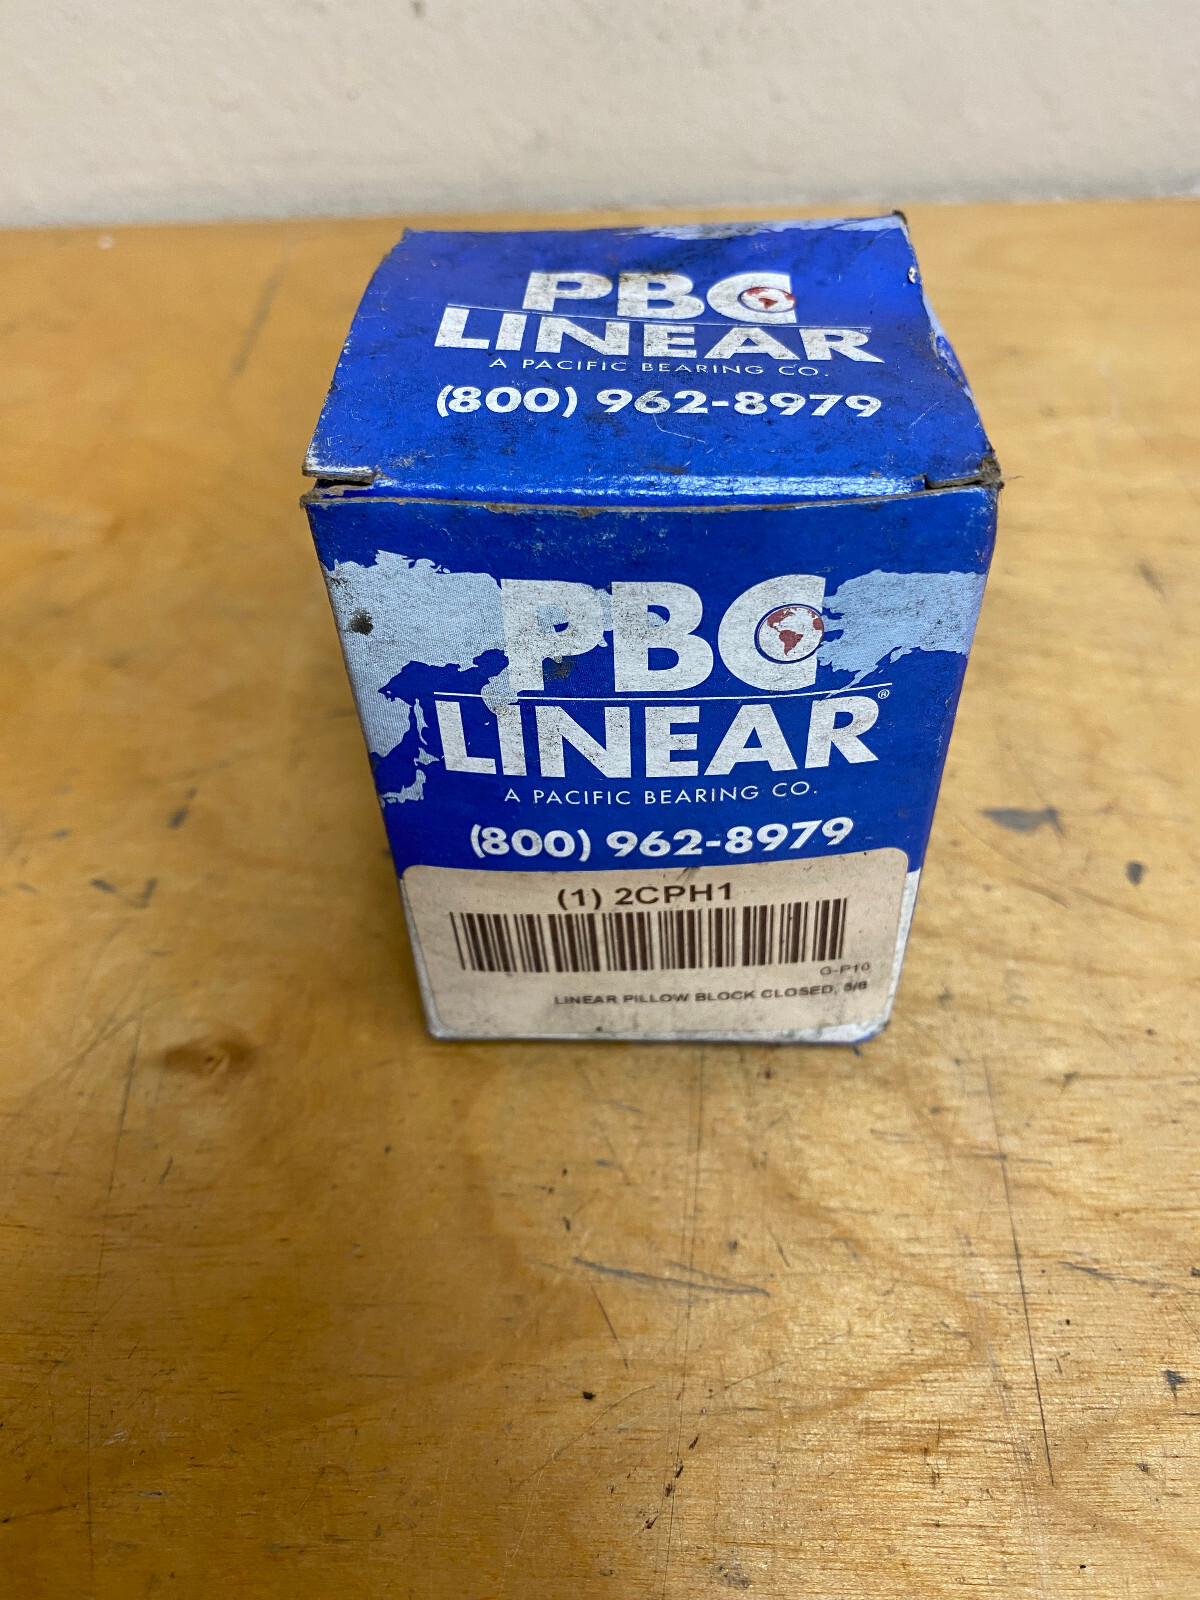 PBC
LINEAR
A PACIFIC BEARING CO.
(800) 962-8979
PBC
LINEAR®
A PACIFIC BEARING CO.
(800) 962-8979
(1) 2CPH1
G-P10
LINEAR PILLOW BLOCK CLOSED, 5/8